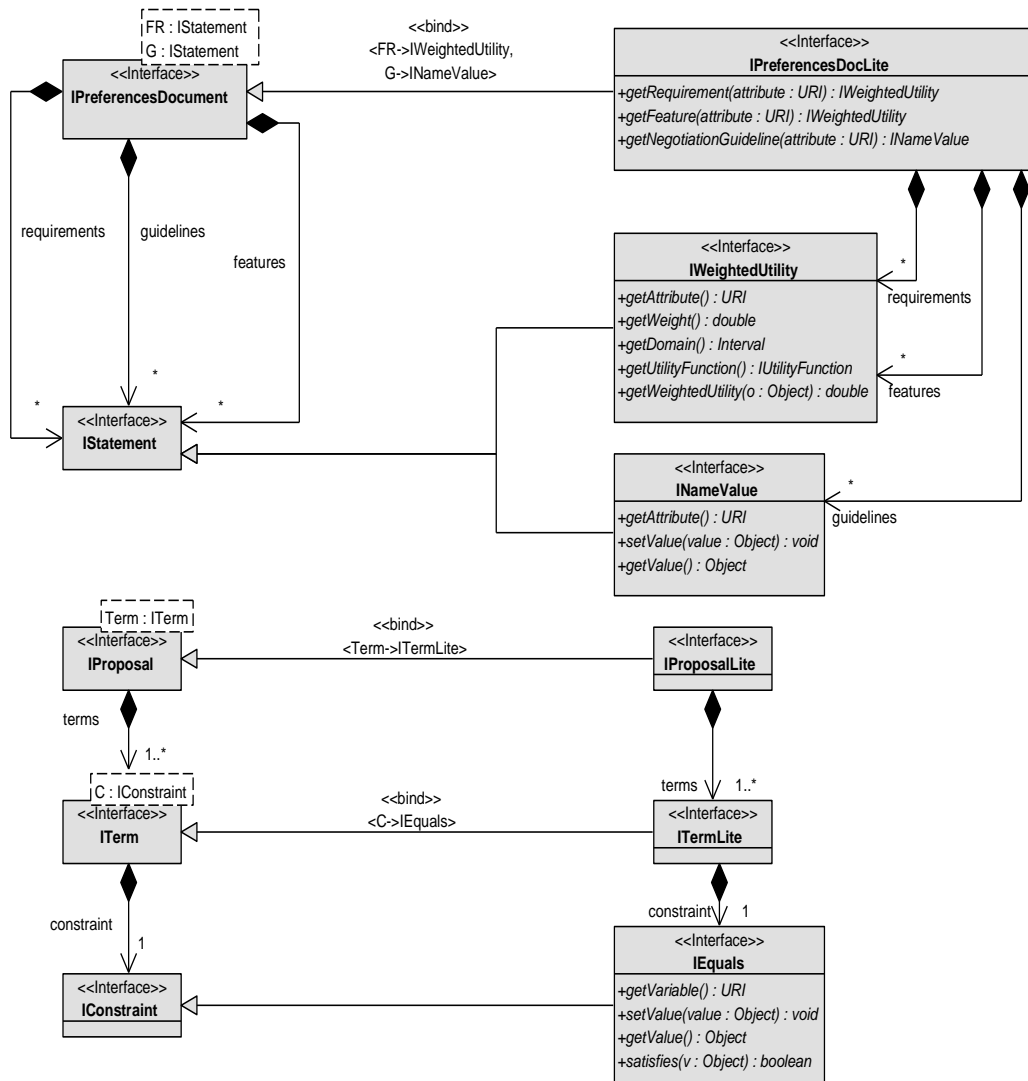 FR : IStatement
G : IStatement
<<Interface>>
IPreferencesDocument
<<bind>>
<FR->IWeightedUtility,
G->INameValue>
<<Interface>>
IPreferencesDocLite
+getRequirement(attribute : URI) : IWeightedUtility
+getFeature(attribute : URI) : IWeightedUtility
+getNegotiationGuideline(attribute : URI) : INameValue
requirements
guidelines
features
*
*
*
<<Interface>>
IStatement
<<Interface>>
IWeightedUtility
+getAttribute() : URI
+getWeight() : double
+getDomain() : Interval
+getUtilityFunction() : IUtilityFunction
+getWeightedUtility(o : Object) : double
*
requirements
*
features
<<Interface>>
INameValue
+getAttribute() : URI
+setValue(value : Object) : void
+getValue() : Object
*
guidelines
Term : ITerm
<<Interface>>
IProposal
<<bind>>
<Term->ITermLite>
<<Interface>>
IProposalLite
terms
1..*
terms
1..*
C : IConstraint
<<Interface>>
ITerm
<<bind>>
<C->IEquals>
<<Interface>>
ITermLite
constraint
1
constraint
1
<<Interface>>
IConstraint
<<Interface>>
IEquals
+getVariable() : URI
+setValue(value : Object) : void
+getValue() : Object
+satisfies(v : Object) : boolean